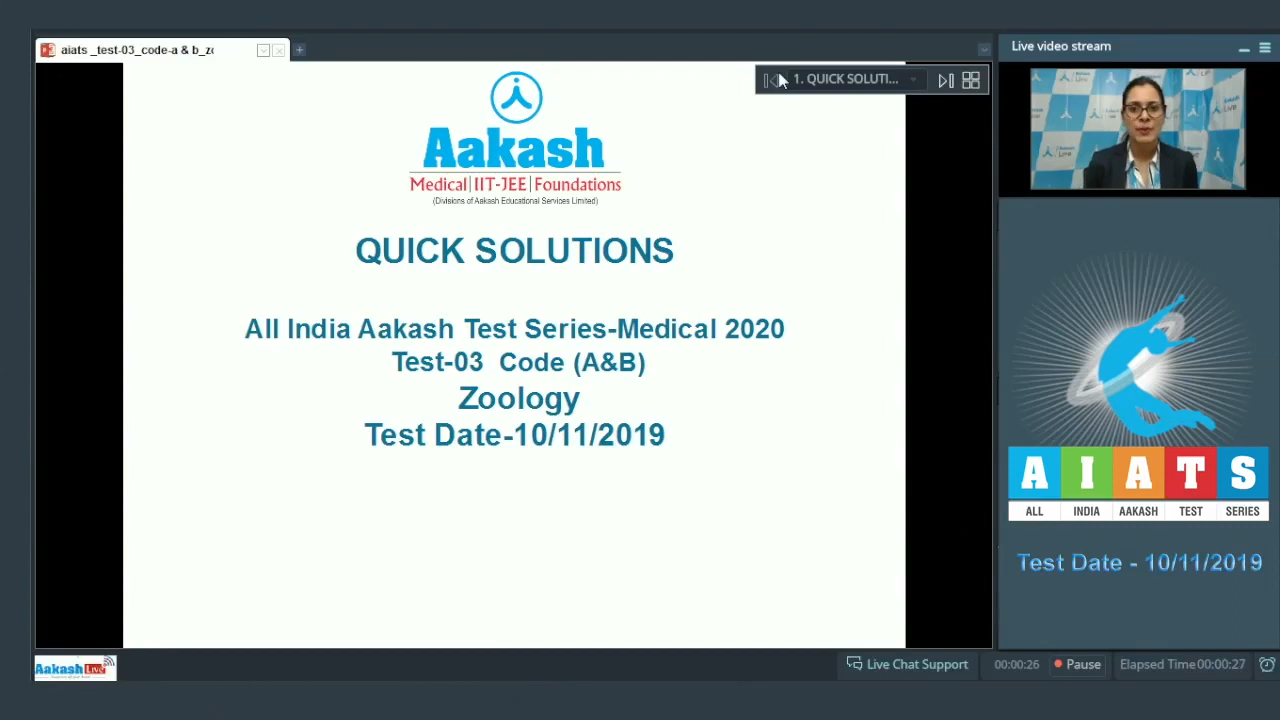 aiats _test-03_code-a & b_zo
Live video stream
1. QUICK SOLUTI...
Aakash
Medical|IIT-JEE|Foundations
(Divisions of Aakash Educational Services Limited)
QUICK SOLUTIONS
All India Aakash Test Series-Medical 2020
Test-03 Code (A&B)
Zoology
Test Date-10/11/2019
A I A T S
ALL INDIA AAKASH TEST SERIES
Test Date - 10/11/2019
Aakash Live
Live Chat Support
00:00:26
Pause
Elapsed Time00:00:27